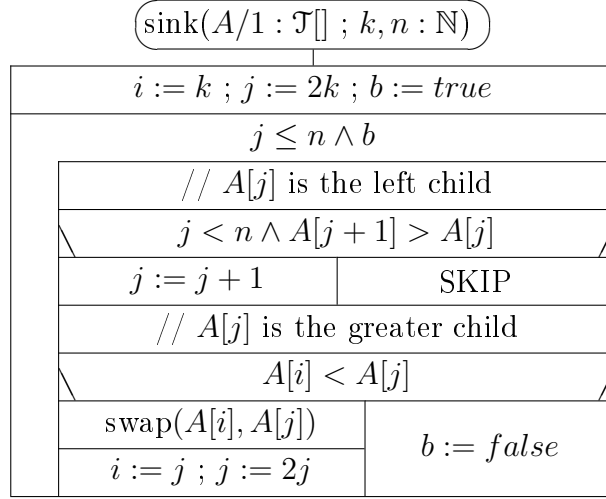 sink(A/1 : 𝒯[] ; k, n : ℕ)
i := k ; j := 2k ; b := true
j ≤ n ∧ b
// A[j] is the left child
j < n ∧ A[j + 1] > A[j]
j := j + 1 SKIP
// A[j] is the greater child
A[i] < A[j]
swap(A[i], A[j])
b := false
i := j ; j := 2j